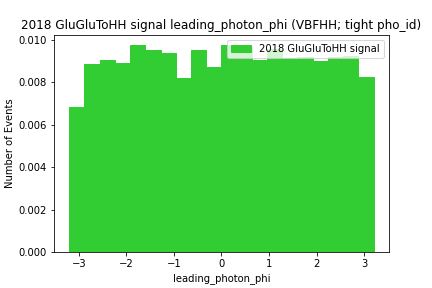 2018 GluGluToHH signal leading_photon_phi (VBFHH; tight pho_id)
2018 GluGluToHH signal
Number of Events
0.010
0.008
0.006
0.004
0.002
0.000
−3 −2 −1 0 1 2 3
leading_photon_phi